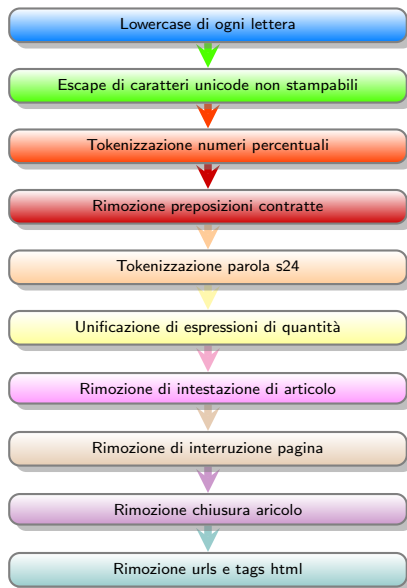 Lowercase di ogni lettera
Escape di caratteri unicode non stampabili
Tokenizzazione numeri percentuali
Rimozione preposizioni contratte
Tokenizzazione parola s24
Unificazione di espressioni di quantità
Rimozione di intestazione di articolo
Rimozione di interruzione pagina
Rimozione chiusura aricolo
Rimozione urls e tags html